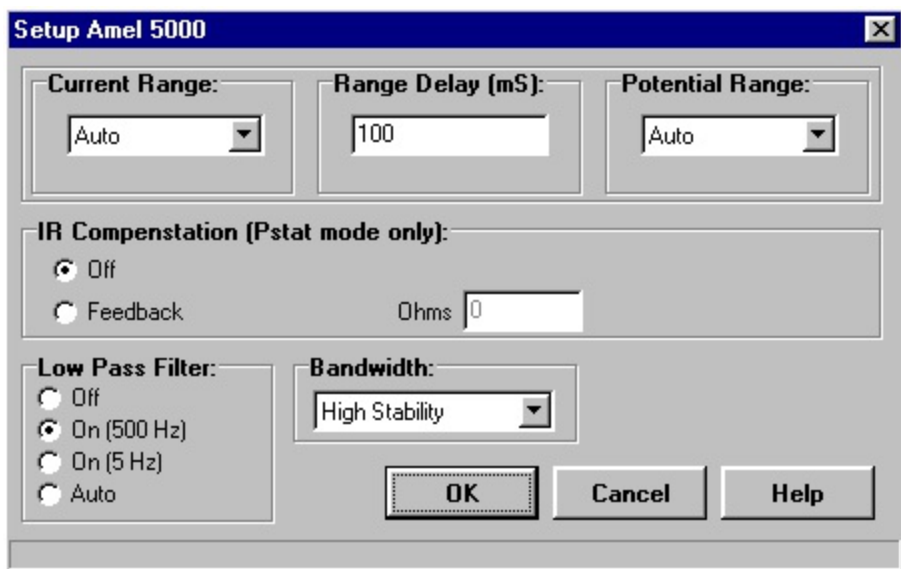 Setup Amel 5000
Current Range:
Auto
Range Delay (mS):
100
Potential Range:
Auto
IR Compenstation (Pstat mode only):
Off
Feedback
Ohms 0
Low Pass Filter:
Off
On (500 Hz)
On (5 Hz)
Auto
Bandwidth:
High Stability
OK Cancel Help